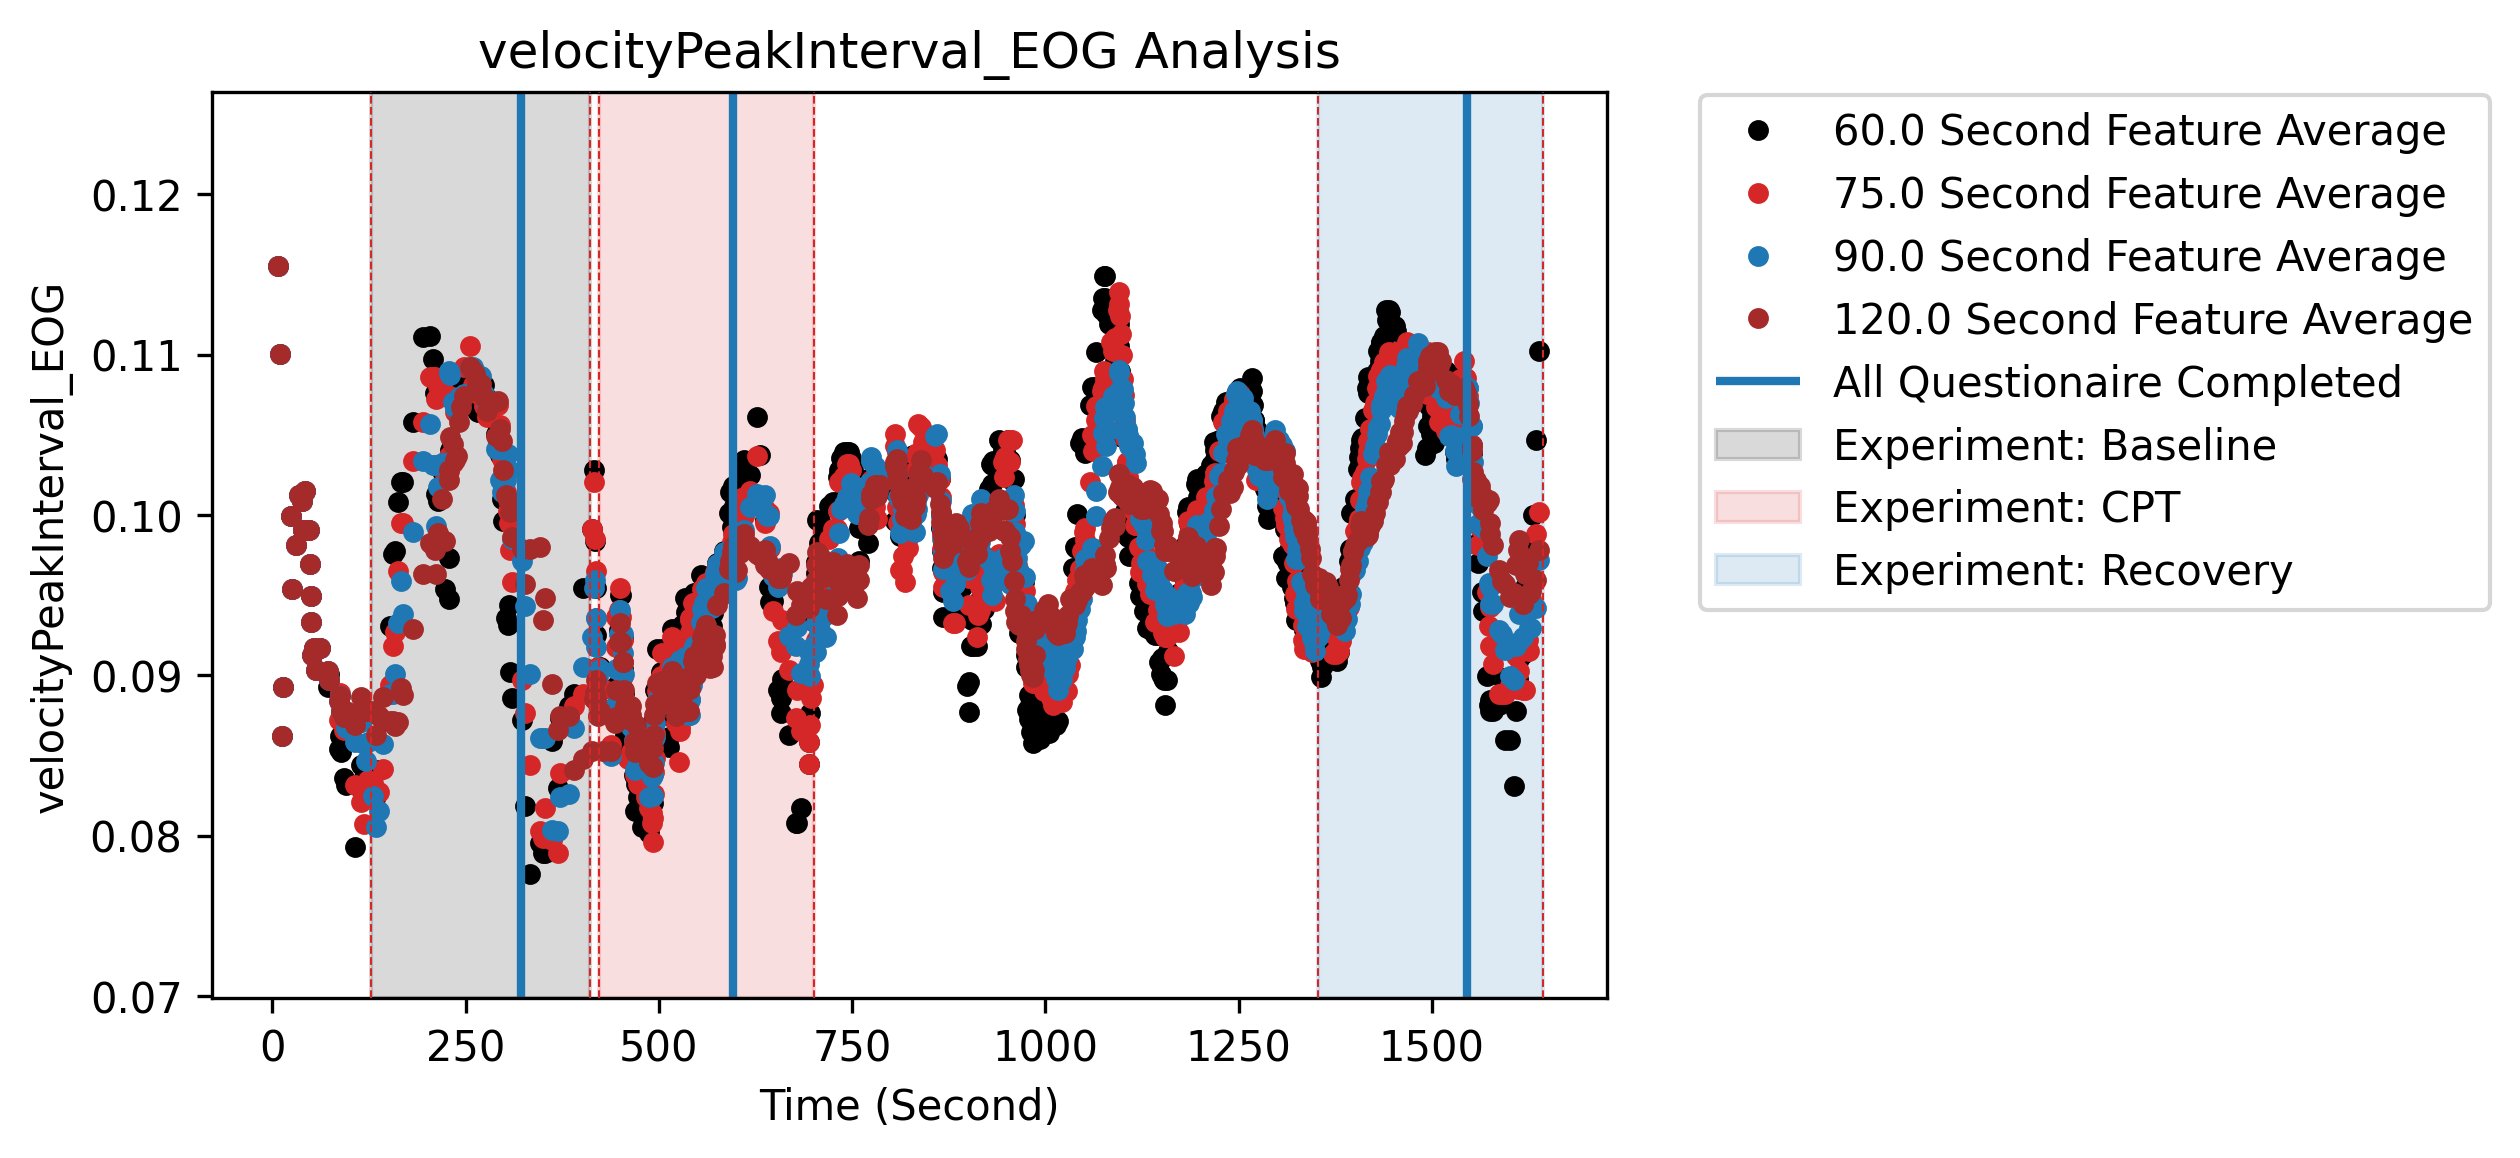 velocityPeakInterval_EOG Analysis
velocityPeakInterval_EOG
0.12
0.11
0.10
0.09
0.08
0.07
0
250
500
750
1000
1250
1500
Time (Second)
60.0 Second Feature Average
75.0 Second Feature Average
90.0 Second Feature Average
120.0 Second Feature Average
All Questionaire Completed
Experiment: Baseline
Experiment: CPT
Experiment: Recovery